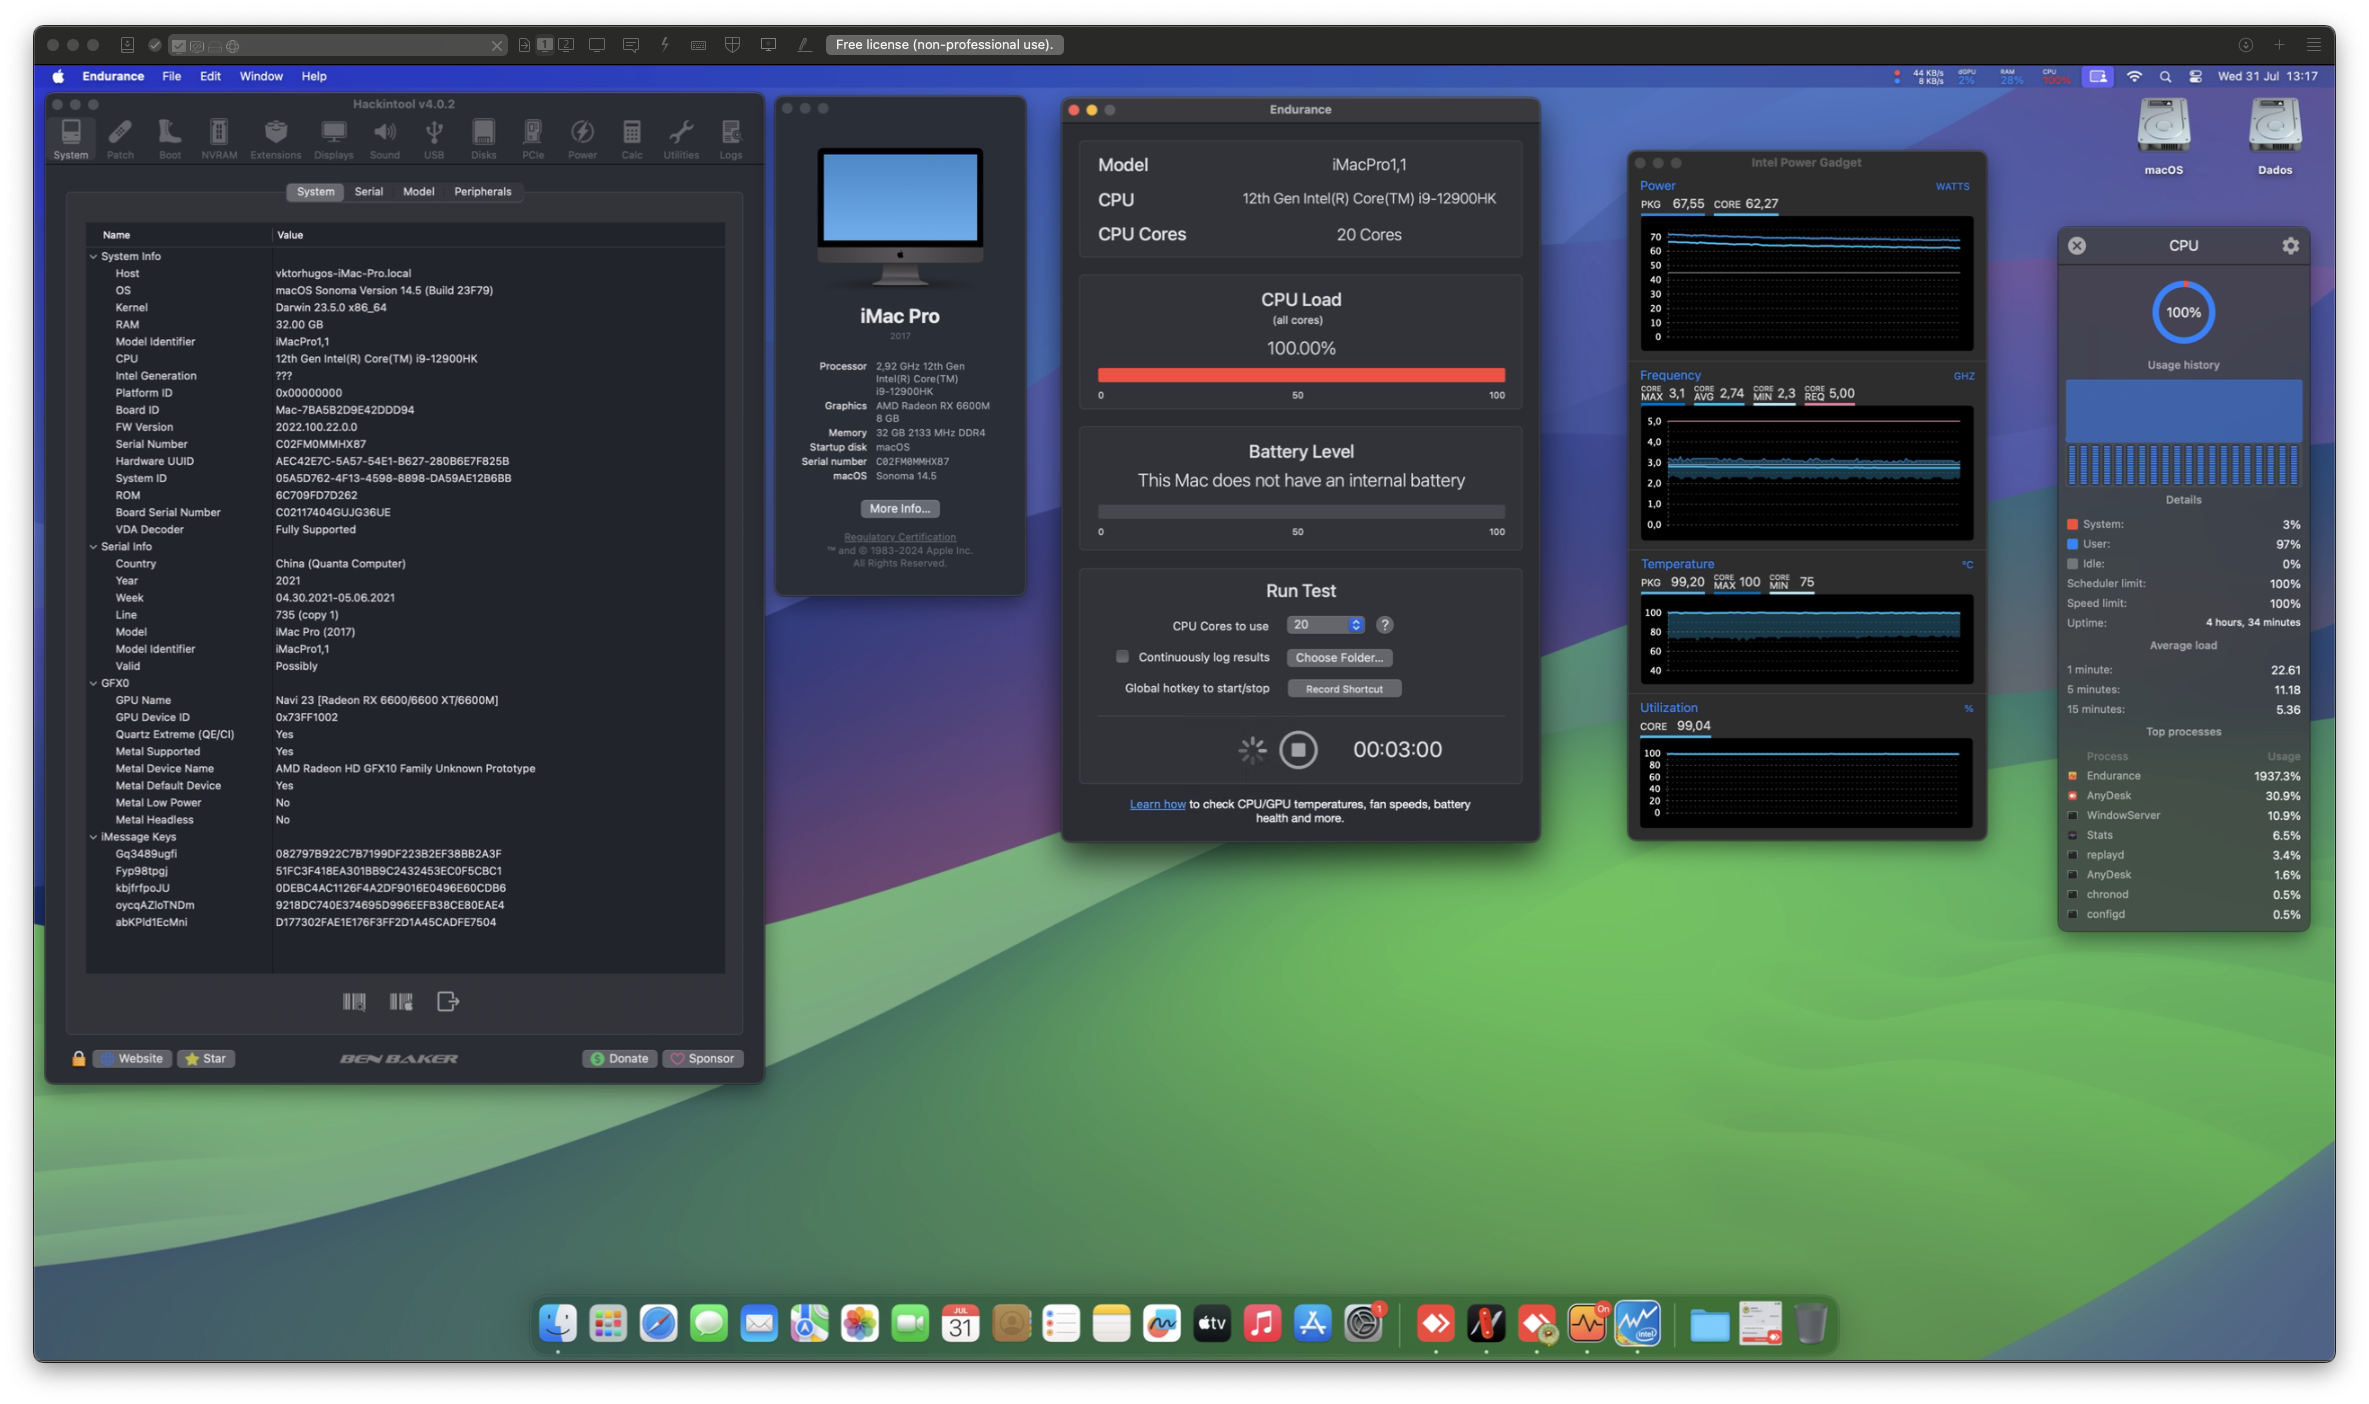 Free license (non-professional use).
Endurance File Edit Window Help
44 KB/s
8 KB/s
dGPU
2%
RAM
28%
CPU
100%
Wed 31 Jul 13:17
Hackintool v4.0.2
System Patch Boot NVRAM Extensions Displays Sound USB Disks PCIe Power Calc Utilities Logs
System Serial Model Peripherals
Name Value
System Info
Host vktorhugos-iMac-Pro.local
OS macOS Sonoma Version 14.5 (Build 23F79)
Kernel Darwin 23.5.0 x86_64
RAM 32.00 GB
Model Identifier iMacPro1,1
CPU 12th Gen Intel(R) Core(TM) i9-12900HK
Intel Generation ???
Platform ID 0x00000000
Board ID Mac-7BA5B2D9E42DDD94
FW Version 2022.100.22.0.0
Serial Number C02FM0MMHX87
Hardware UUID AEC42E7C-5A57-54E1-B627-280B6E7F825B
System ID 05A5D762-4F13-4598-8898-DA59AE12B6BB
ROM 6C709FD7D262
Board Serial Number C02117404GUJG36UE
VDA Decoder Fully Supported
Serial Info
Country China (Quanta Computer)
Year 2021
Week 04.30.2021-05.06.2021
Line 735 (copy 1)
Model iMac Pro (2017)
Model Identifier iMacPro1,1
Valid Possibly
GFX0
GPU Name Navi 23 [Radeon RX 6600/6600 XT/6600M]
GPU Device ID 0x73FF1002
Quartz Extreme (QE/CI) Yes
Metal Supported Yes
Metal Device Name AMD Radeon HD GFX10 Family Unknown Prototype
Metal Default Device Yes
Metal Low Power No
Metal Headless No
iMessage Keys
Gq3489ugfi 082797B922C7B7199DF223B2EF38BB2A3F
Fyp98tpgj 51FC3F418EA301BB9C2432453EC0F5CBC1
kbjfrfpoJU 0DEBC4AC1126F4A2DF9016E0496E60CDB6
oycqAZloTNDm 9218DC740E374695D996EEFB38CE80EAE4
abKPld1EcMni D177302FAE1E176F3FF2D1A45CADFE7504
Website Star BEN BAKER Donate Sponsor
iMac Pro
2017
Processor 2,92 GHz 12th Gen
Intel(R) Core(TM)
i9-12900HK
Graphics AMD Radeon RX 6600M
8 GB
Memory 32 GB 2133 MHz DDR4
Startup disk macOS
Serial number C02FM0MMHX87
macOS Sonoma 14.5
More Info...
Regulatory Certification
™ and © 1983-2024 Apple Inc.
All Rights Reserved.
Endurance
Model iMacPro1,1
CPU 12th Gen Intel(R) Core(TM) i9-12900HK
CPU Cores 20 Cores
CPU Load
(all cores)
100.00%
0 50 100
Battery Level
This Mac does not have an internal battery
0 50 100
Run Test
CPU Cores to use 20 ?
Continuously log results Choose Folder...
Global hotkey to start/stop Record Shortcut
00:03:00
Learn how to check CPU/GPU temperatures, fan speeds, battery
health and more.
Intel Power Gadget
Power WATTS
PKG 67,55 CORE 62,27
70
60
50
40
30
20
10
0
Frequency GHZ
CORE MAX 3,1 CORE AVG 2,74 CORE MIN 2,3 CORE REQ 5,00
5,0
4,0
3,0
2,0
1,0
0,0
Temperature °C
PKG 99,20 CORE MAX 100 CORE MIN 75
100
80
60
40
Utilization %
CORE 99,04
100
80
60
40
20
0
macOS Dados
CPU
100%
Usage history
Details
System: 3%
User: 97%
Idle: 0%
Scheduler limit: 100%
Speed limit: 100%
Uptime: 4 hours, 34 minutes
Average load
1 minute: 22.61
5 minutes: 11.18
15 minutes: 5.36
Top processes
Process Usage
Endurance 1937.3%
AnyDesk 30.9%
WindowServer 10.9%
Stats 6.5%
replayd 3.4%
AnyDesk 1.6%
chronod 0.5%
configd 0.5%
JUL
31
tv
1
On
intel